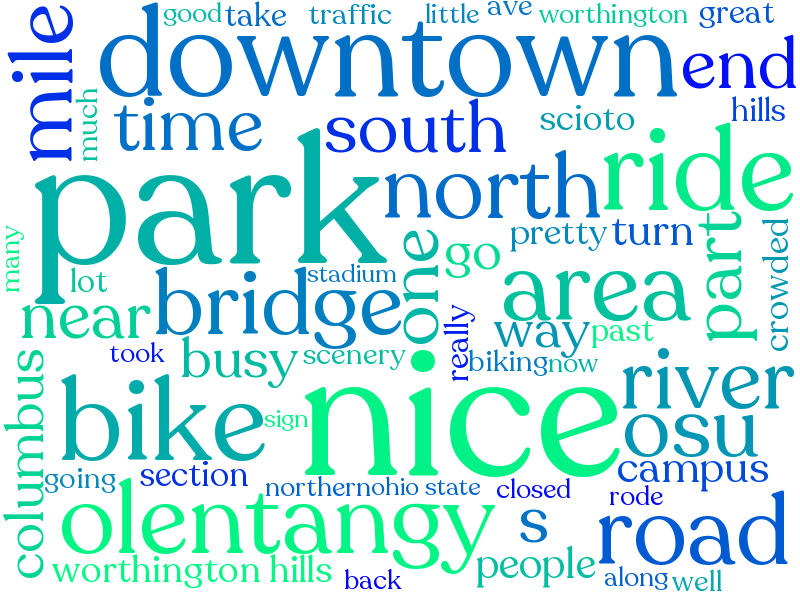 good take traffic little ave worthington great
mile downtown end
much time south scioto hills
park north ride
many lot stadium one go pretty turn part crowded
near bridge area
took busy scenery really way past
biking now
columbus bike sign nice river
osu
going section campus
northern ohio state closed rode
olentangy s road
worthington hills people
back along well